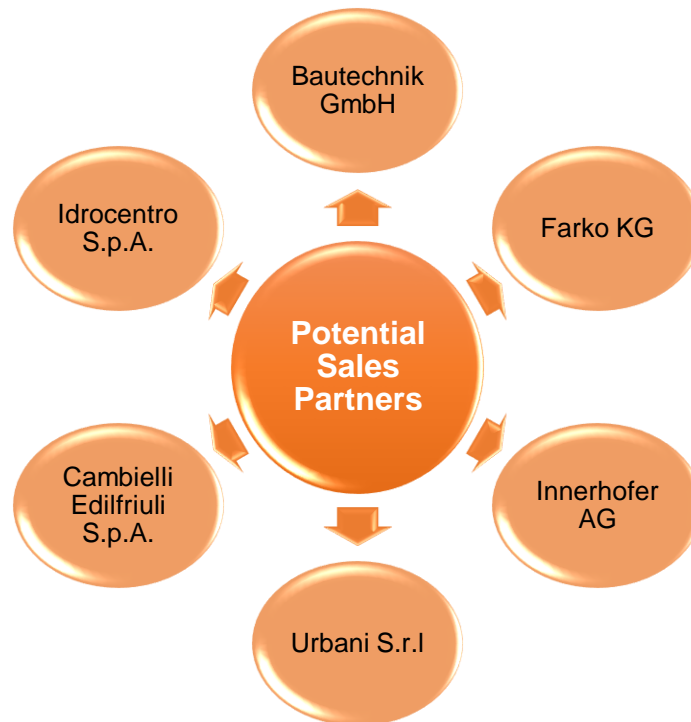 Bautechnik
GmbH
Idrocentro
S.p.A.
Farko KG
Potential
Sales
Partners
Cambielli
Edilfriuli
S.p.A.
Innerhofer
AG
Urbani S.r.l